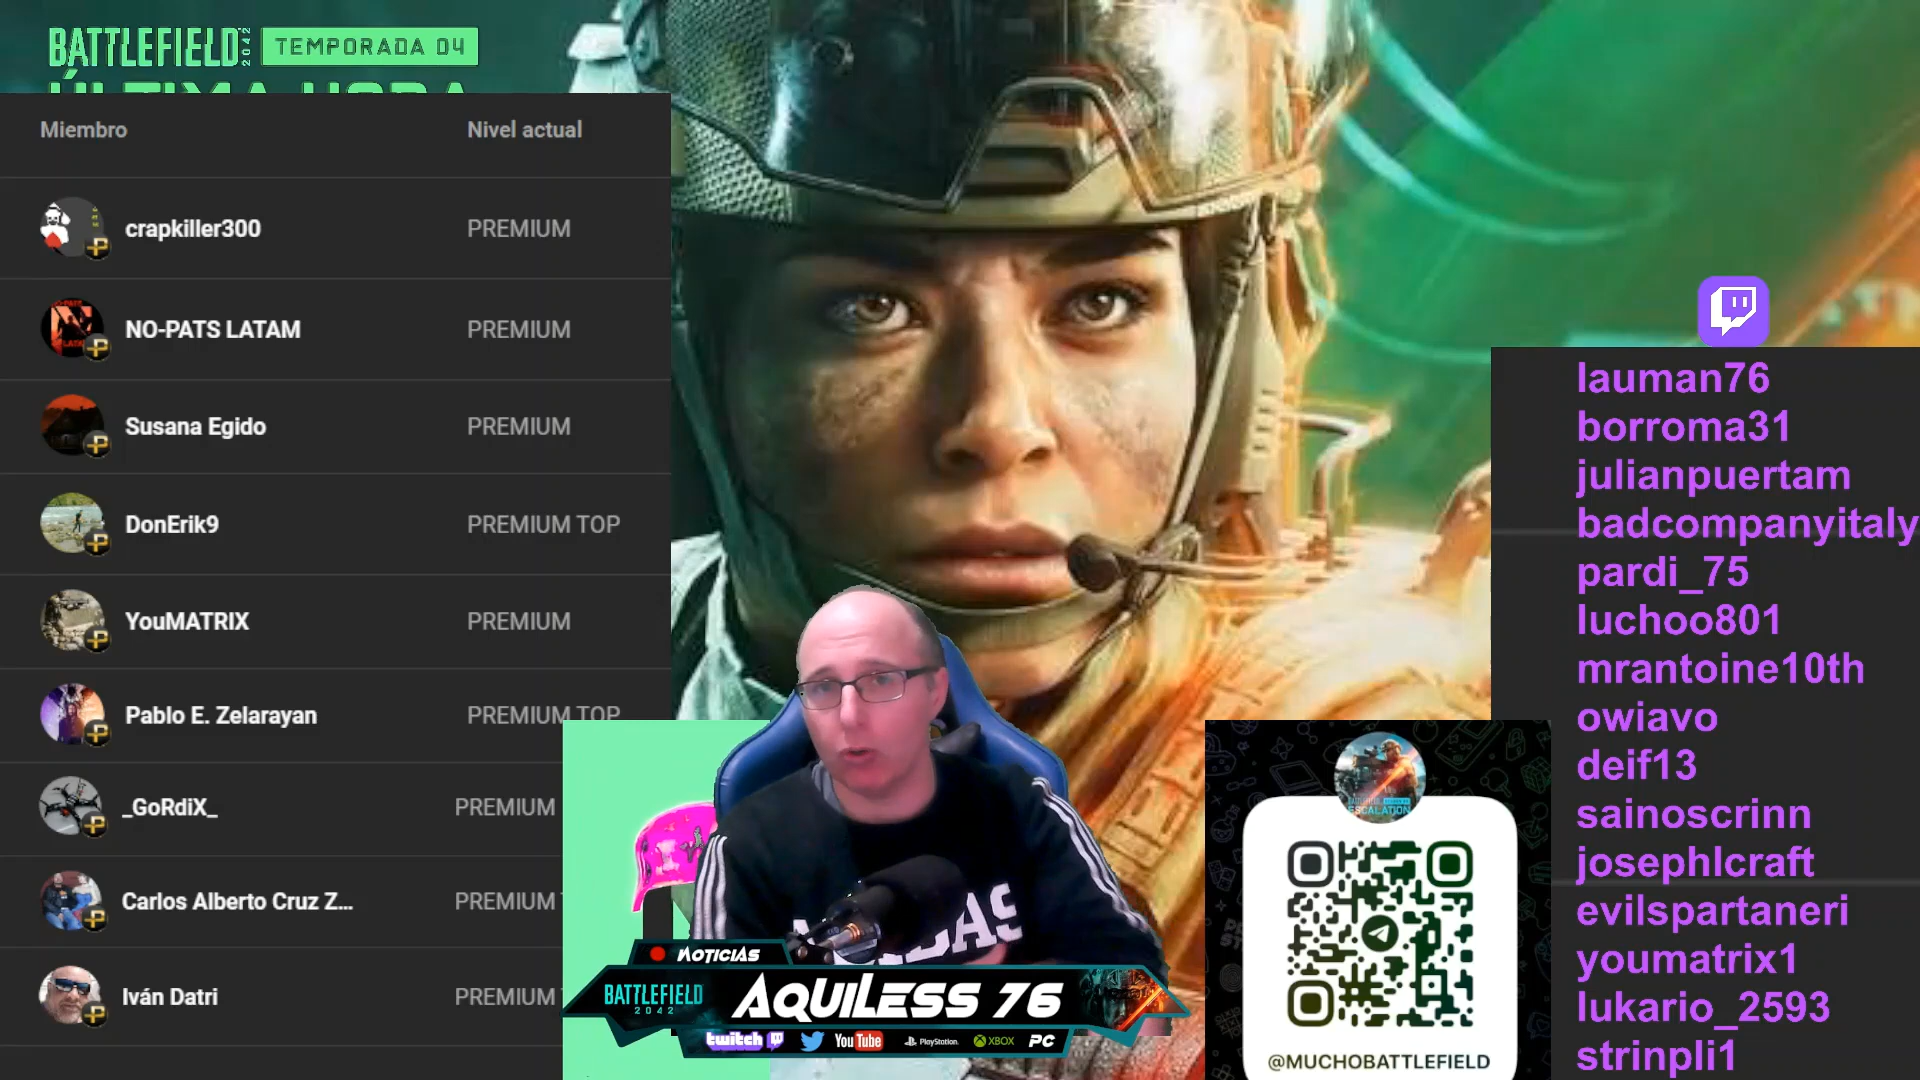 BATTLEFIELD 2042 TEMPORADA 04
ÚLTIMA HORA
Miembro Nivel actual
crapkiller300 PREMIUM
NO-PATS LATAM PREMIUM
Susana Egido PREMIUM
DonErik9 PREMIUM TOP
YouMATRIX PREMIUM
Pablo E. Zelarayan PREMIUM TOP
_GoRdiX_ PREMIUM
Carlos Alberto Cruz Z... PREMIUM
Iván Datri PREMIUM
NOTICIAS
BATTLEFIELD
2042
AQUILESS 76
twitch YouTube PlayStation XBOX PC
ESCALATION
@MUCHOBATTLEFIELD
lauman76
borroma31
julianpuertam
badcompanyitaly
pardi_75
luchoo801
mrantoine10th
owiavo
deif13
sainoscrinn
josephlcraft
evilspartaneri
youmatrix1
lukario_2593
strinpli1